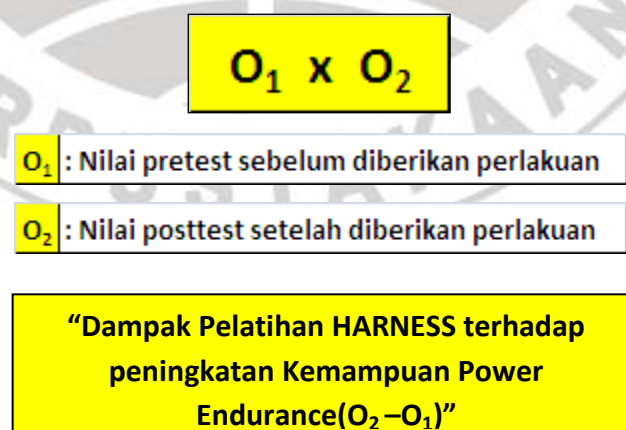 O₁ x O₂
O₁ : Nilai pretest sebelum diberikan perlakuan
O₂ : Nilai posttest setelah diberikan perlakuan
“Dampak Pelatihan HARNESS terhadap
peningkatan Kemampuan Power
Endurance(O₂ –O₁)”